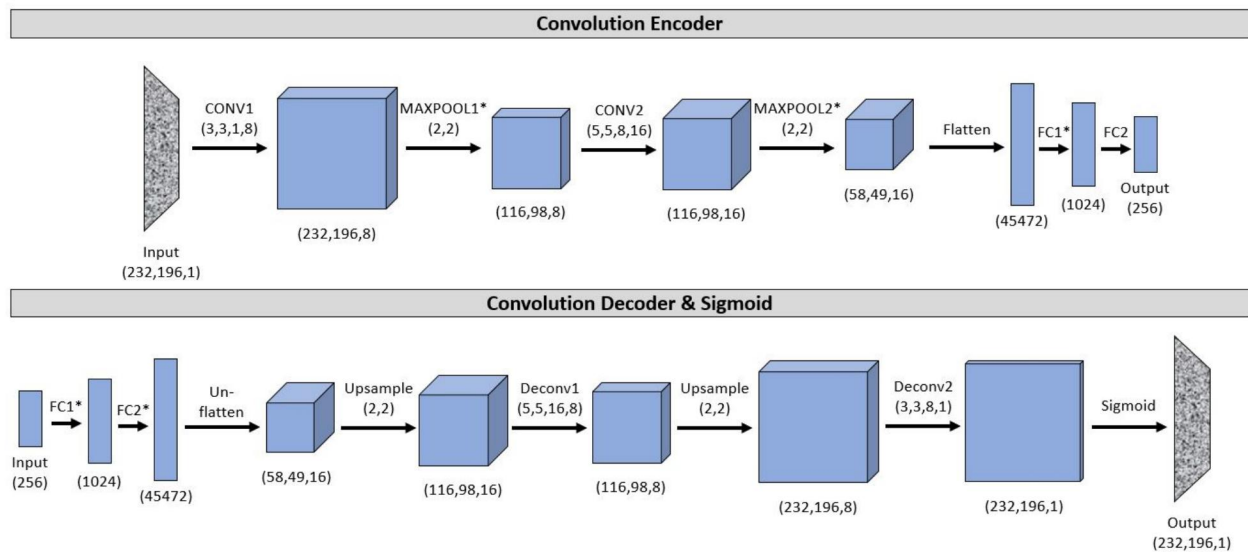 Convolution Encoder
CONV1
(3,3,1,8)
MAXPOOL1*
(2,2)
CONV2
(5,5,8,16)
MAXPOOL2*
(2,2)
Flatten
FC1*
FC2
Input
(232,196,1)
(232,196,8)
(116,98,8)
(116,98,16)
(58,49,16)
(45472)
(1024)
Output
(256)
Convolution Decoder & Sigmoid
FC1*
FC2*
Un-
flatten
Upsample
(2,2)
Deconv1
(5,5,16,8)
Upsample
(2,2)
Deconv2
(3,3,8,1)
Sigmoid
Input
(256)
(1024)
(45472)
(58,49,16)
(116,98,16)
(116,98,8)
(232,196,8)
(232,196,1)
Output
(232,196,1)